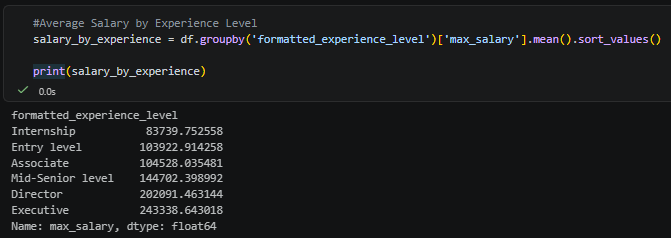 #Average Salary by Experience Level
salary_by_experience = df.groupby('formatted_experience_level')['max_salary'].mean().sort_values()
print(salary_by_experience)
0.0s
formatted_experience_level
Internship 83739.752558
Entry level 103922.914258
Associate 104528.035481
Mid-Senior level 144702.398992
Director 202091.463144
Executive 243338.643018
Name: max_salary, dtype: float64